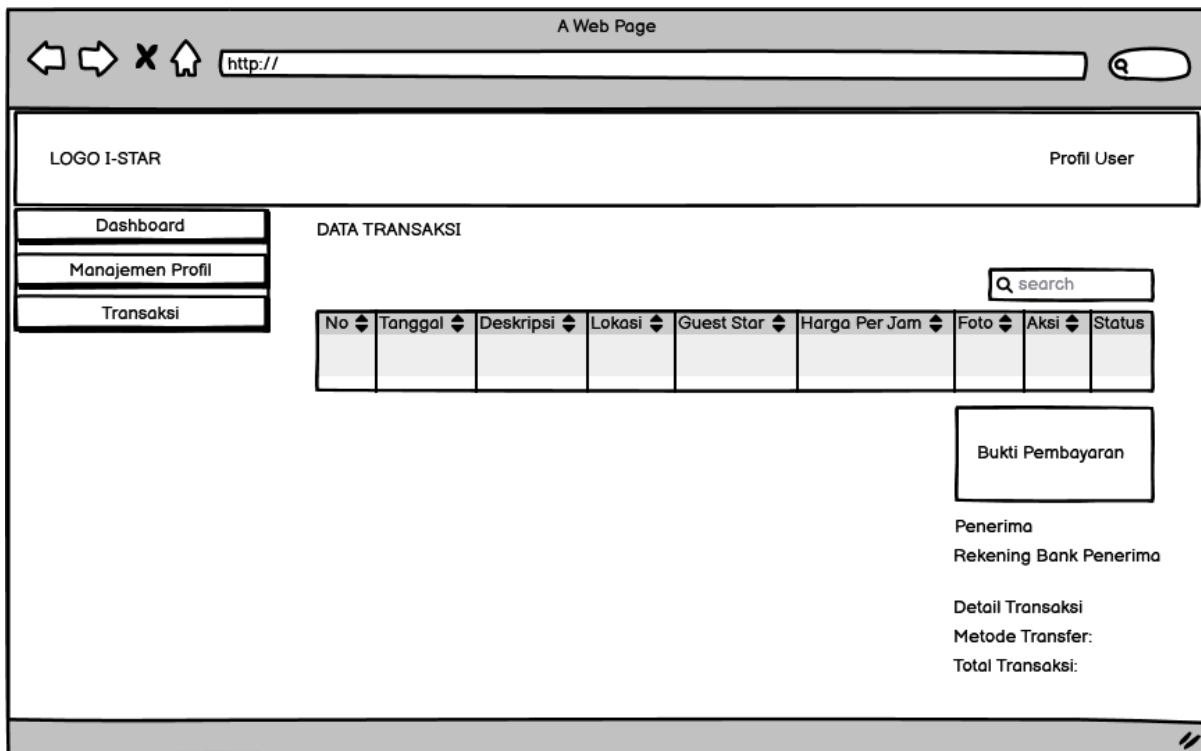 A Web Page
http://
LOGO I-STAR
Profil User
Dashboard
Manajemen Profil
Transaksi
DATA TRANSAKSI
search
No Tanggal Deskripsi Lokasi Guest Star Harga Per Jam Foto Aksi Status
Bukti Pembayaran
Penerima
Rekening Bank Penerima
Detail Transaksi
Metode Transfer:
Total Transaksi: